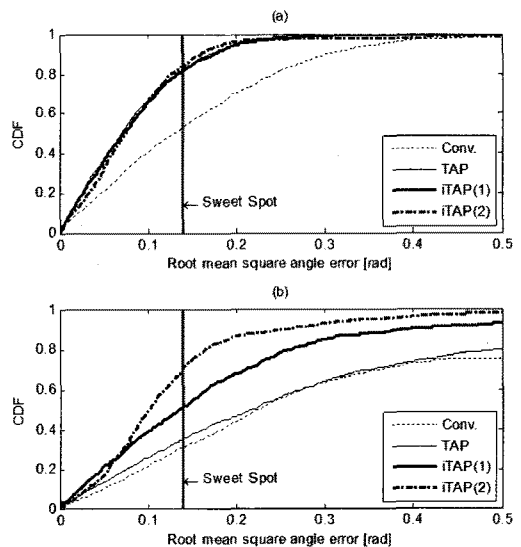 (a)
1
0.8
0.6
0.4
0.2
0
CDF
Sweet Spot
Conv.
TAP
iTAP(1)
iTAP(2)
0 0.1 0.2 0.3 0.4 0.5
Root mean square angle error [rad]
(b)
1
0.8
0.6
0.4
0.2
0
CDF
Sweet Spot
Conv.
TAP
iTAP(1)
iTAP(2)
0 0.1 0.2 0.3 0.4 0.5
Root mean square angle error [rad]